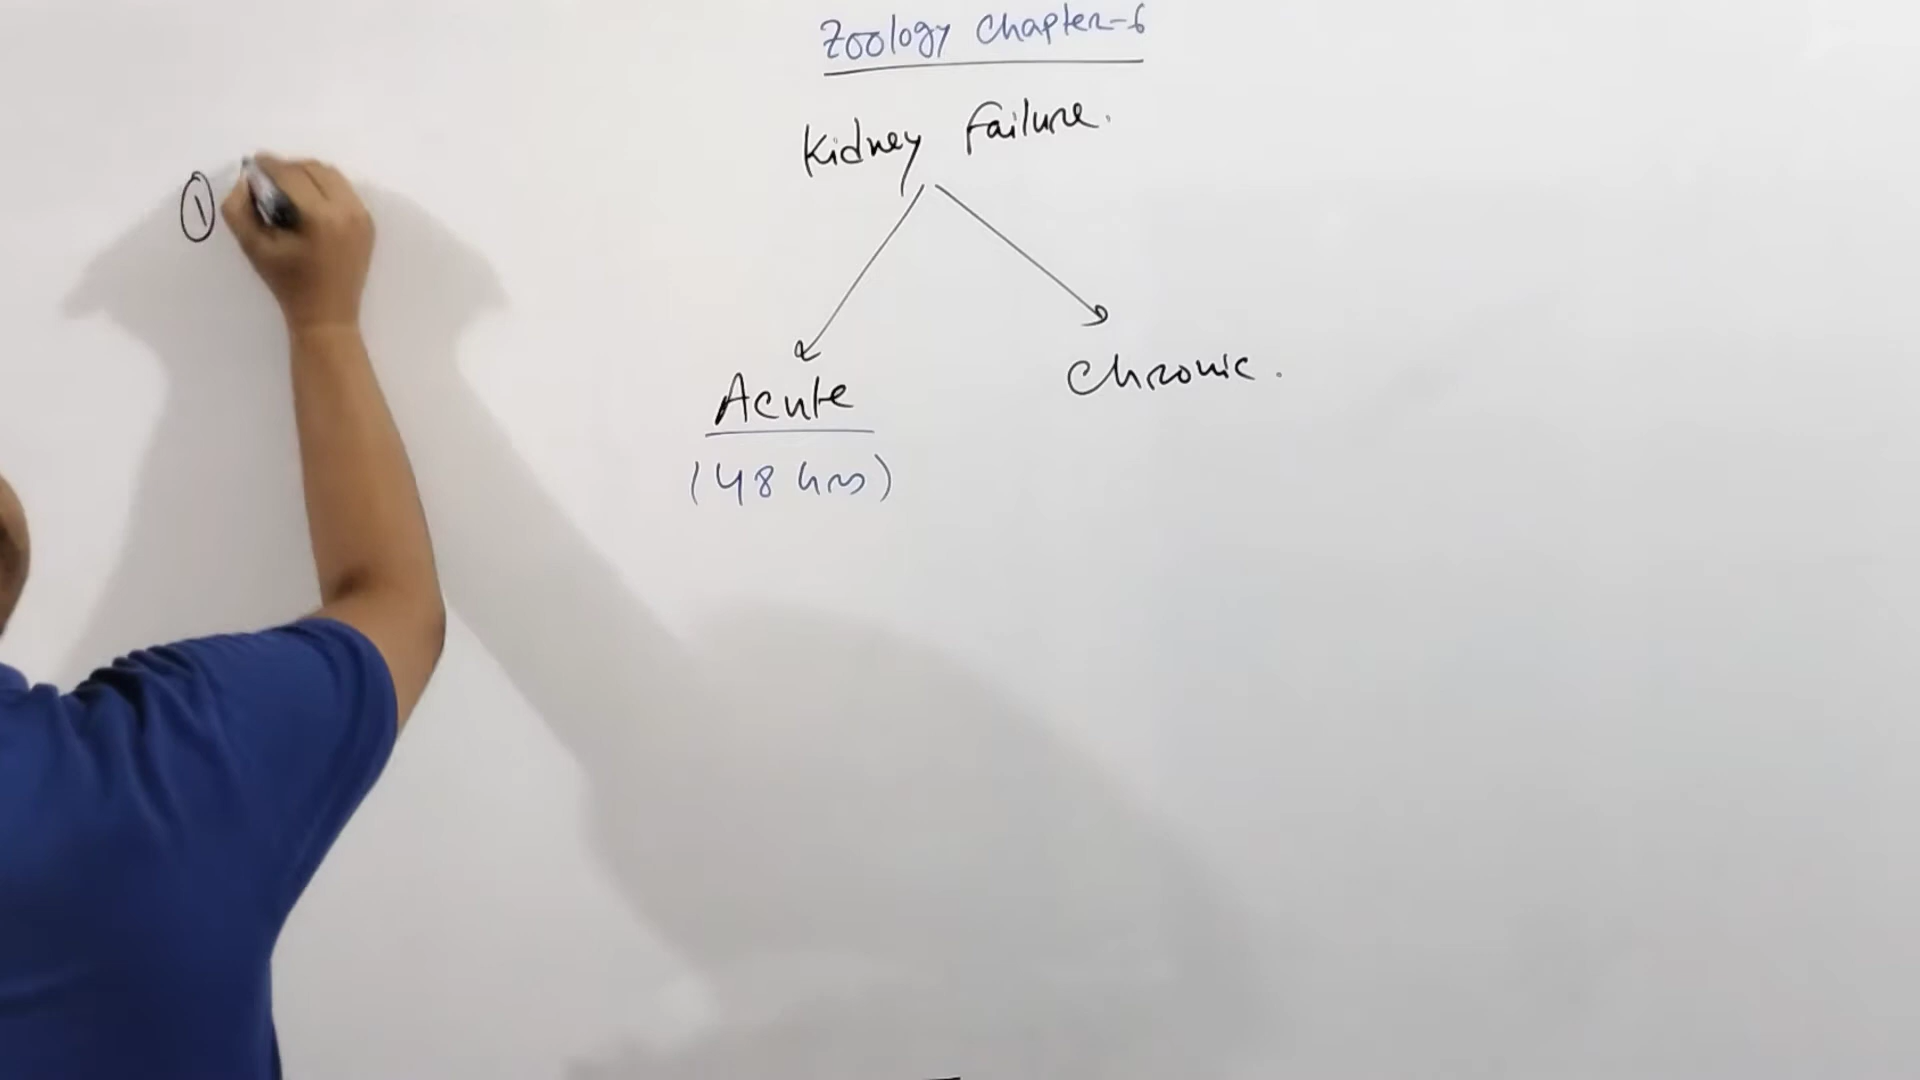 Zoology Chapter-6
Kidney Failure.
Acute
Chronic.
(48 hrs)
①